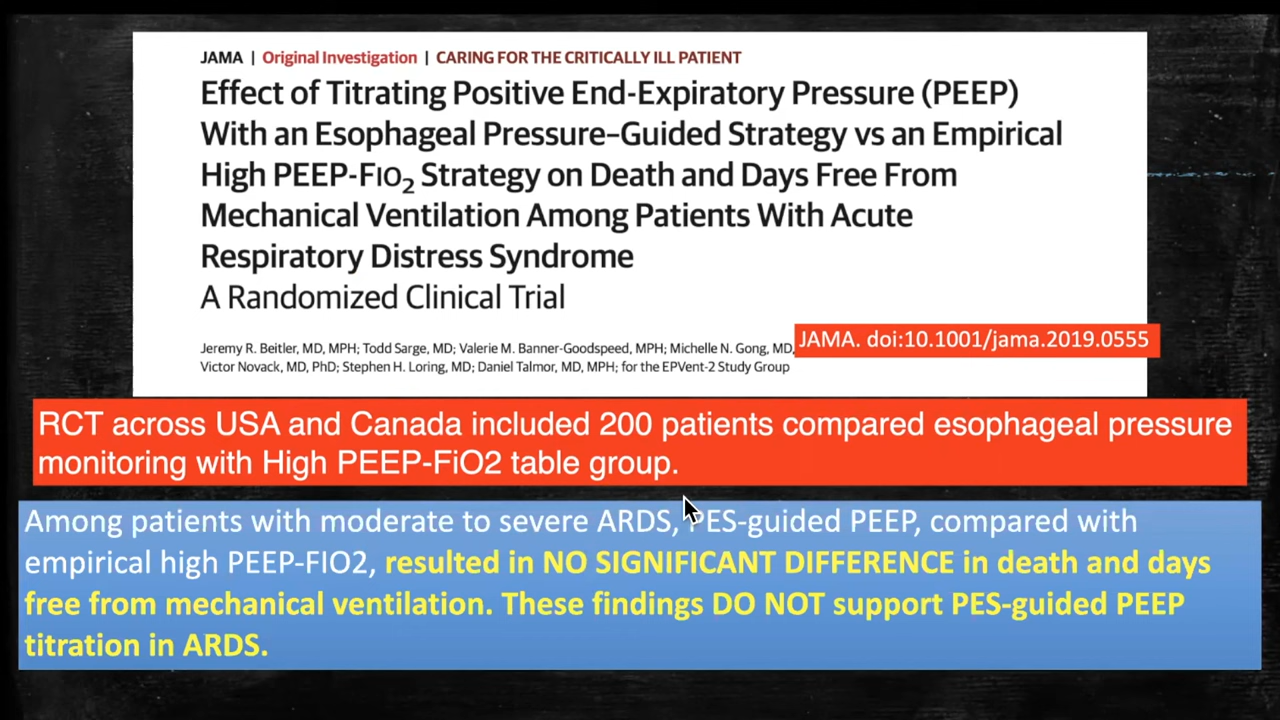 JAMA | Original Investigation | CARING FOR THE CRITICALLY ILL PATIENT
Effect of Titrating Positive End-Expiratory Pressure (PEEP)
With an Esophageal Pressure–Guided Strategy vs an Empirical
High PEEP-FIO₂ Strategy on Death and Days Free From
Mechanical Ventilation Among Patients With Acute
Respiratory Distress Syndrome
A Randomized Clinical Trial
Jeremy R. Beitler, MD, MPH; Todd Sarge, MD; Valerie M. Banner-Goodspeed, MPH; Michelle N. Gong, MD,
JAMA. doi:10.1001/jama.2019.0555
Victor Novack, MD, PhD; Stephen H. Loring, MD; Daniel Talmor, MD, MPH; for the EPVent-2 Study Group
RCT across USA and Canada included 200 patients compared esophageal pressure
monitoring with High PEEP-FiO2 table group.
Among patients with moderate to severe ARDS, PES-guided PEEP, compared with
empirical high PEEP-FIO2, resulted in NO SIGNIFICANT DIFFERENCE in death and days
free from mechanical ventilation. These findings DO NOT support PES-guided PEEP
titration in ARDS.